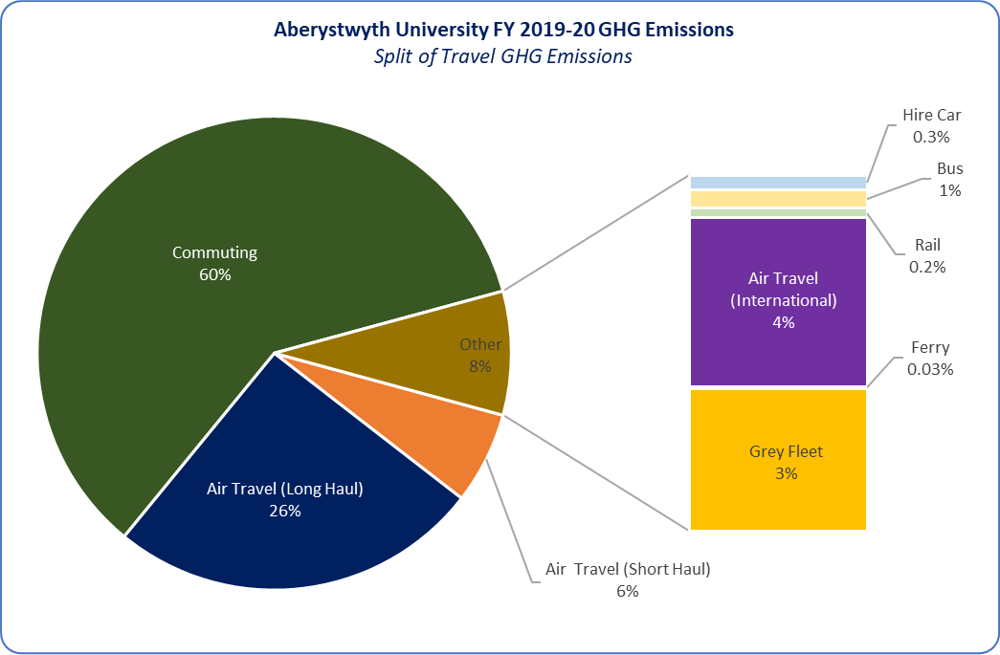 Aberystwyth University FY 2019-20 GHG Emissions
Split of Travel GHG Emissions
Commuting
60%
Other
8%
Air Travel (Long Haul)
26%
Air  Travel (Short Haul)
6%
Hire Car
0.3%
Bus
1%
Rail
0.2%
Air Travel
(International)
4%
Ferry
0.03%
Grey Fleet
3%